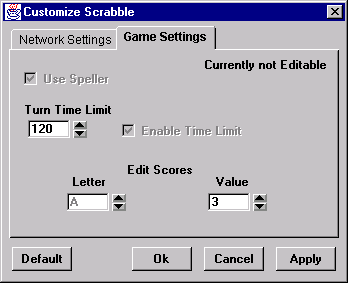 Customize Scrabble
Network Settings Game Settings
Currently not Editable
Use Speller
Turn Time Limit
120 Enable Time Limit
Edit Scores
Letter Value
A 3
Default Ok Cancel Apply